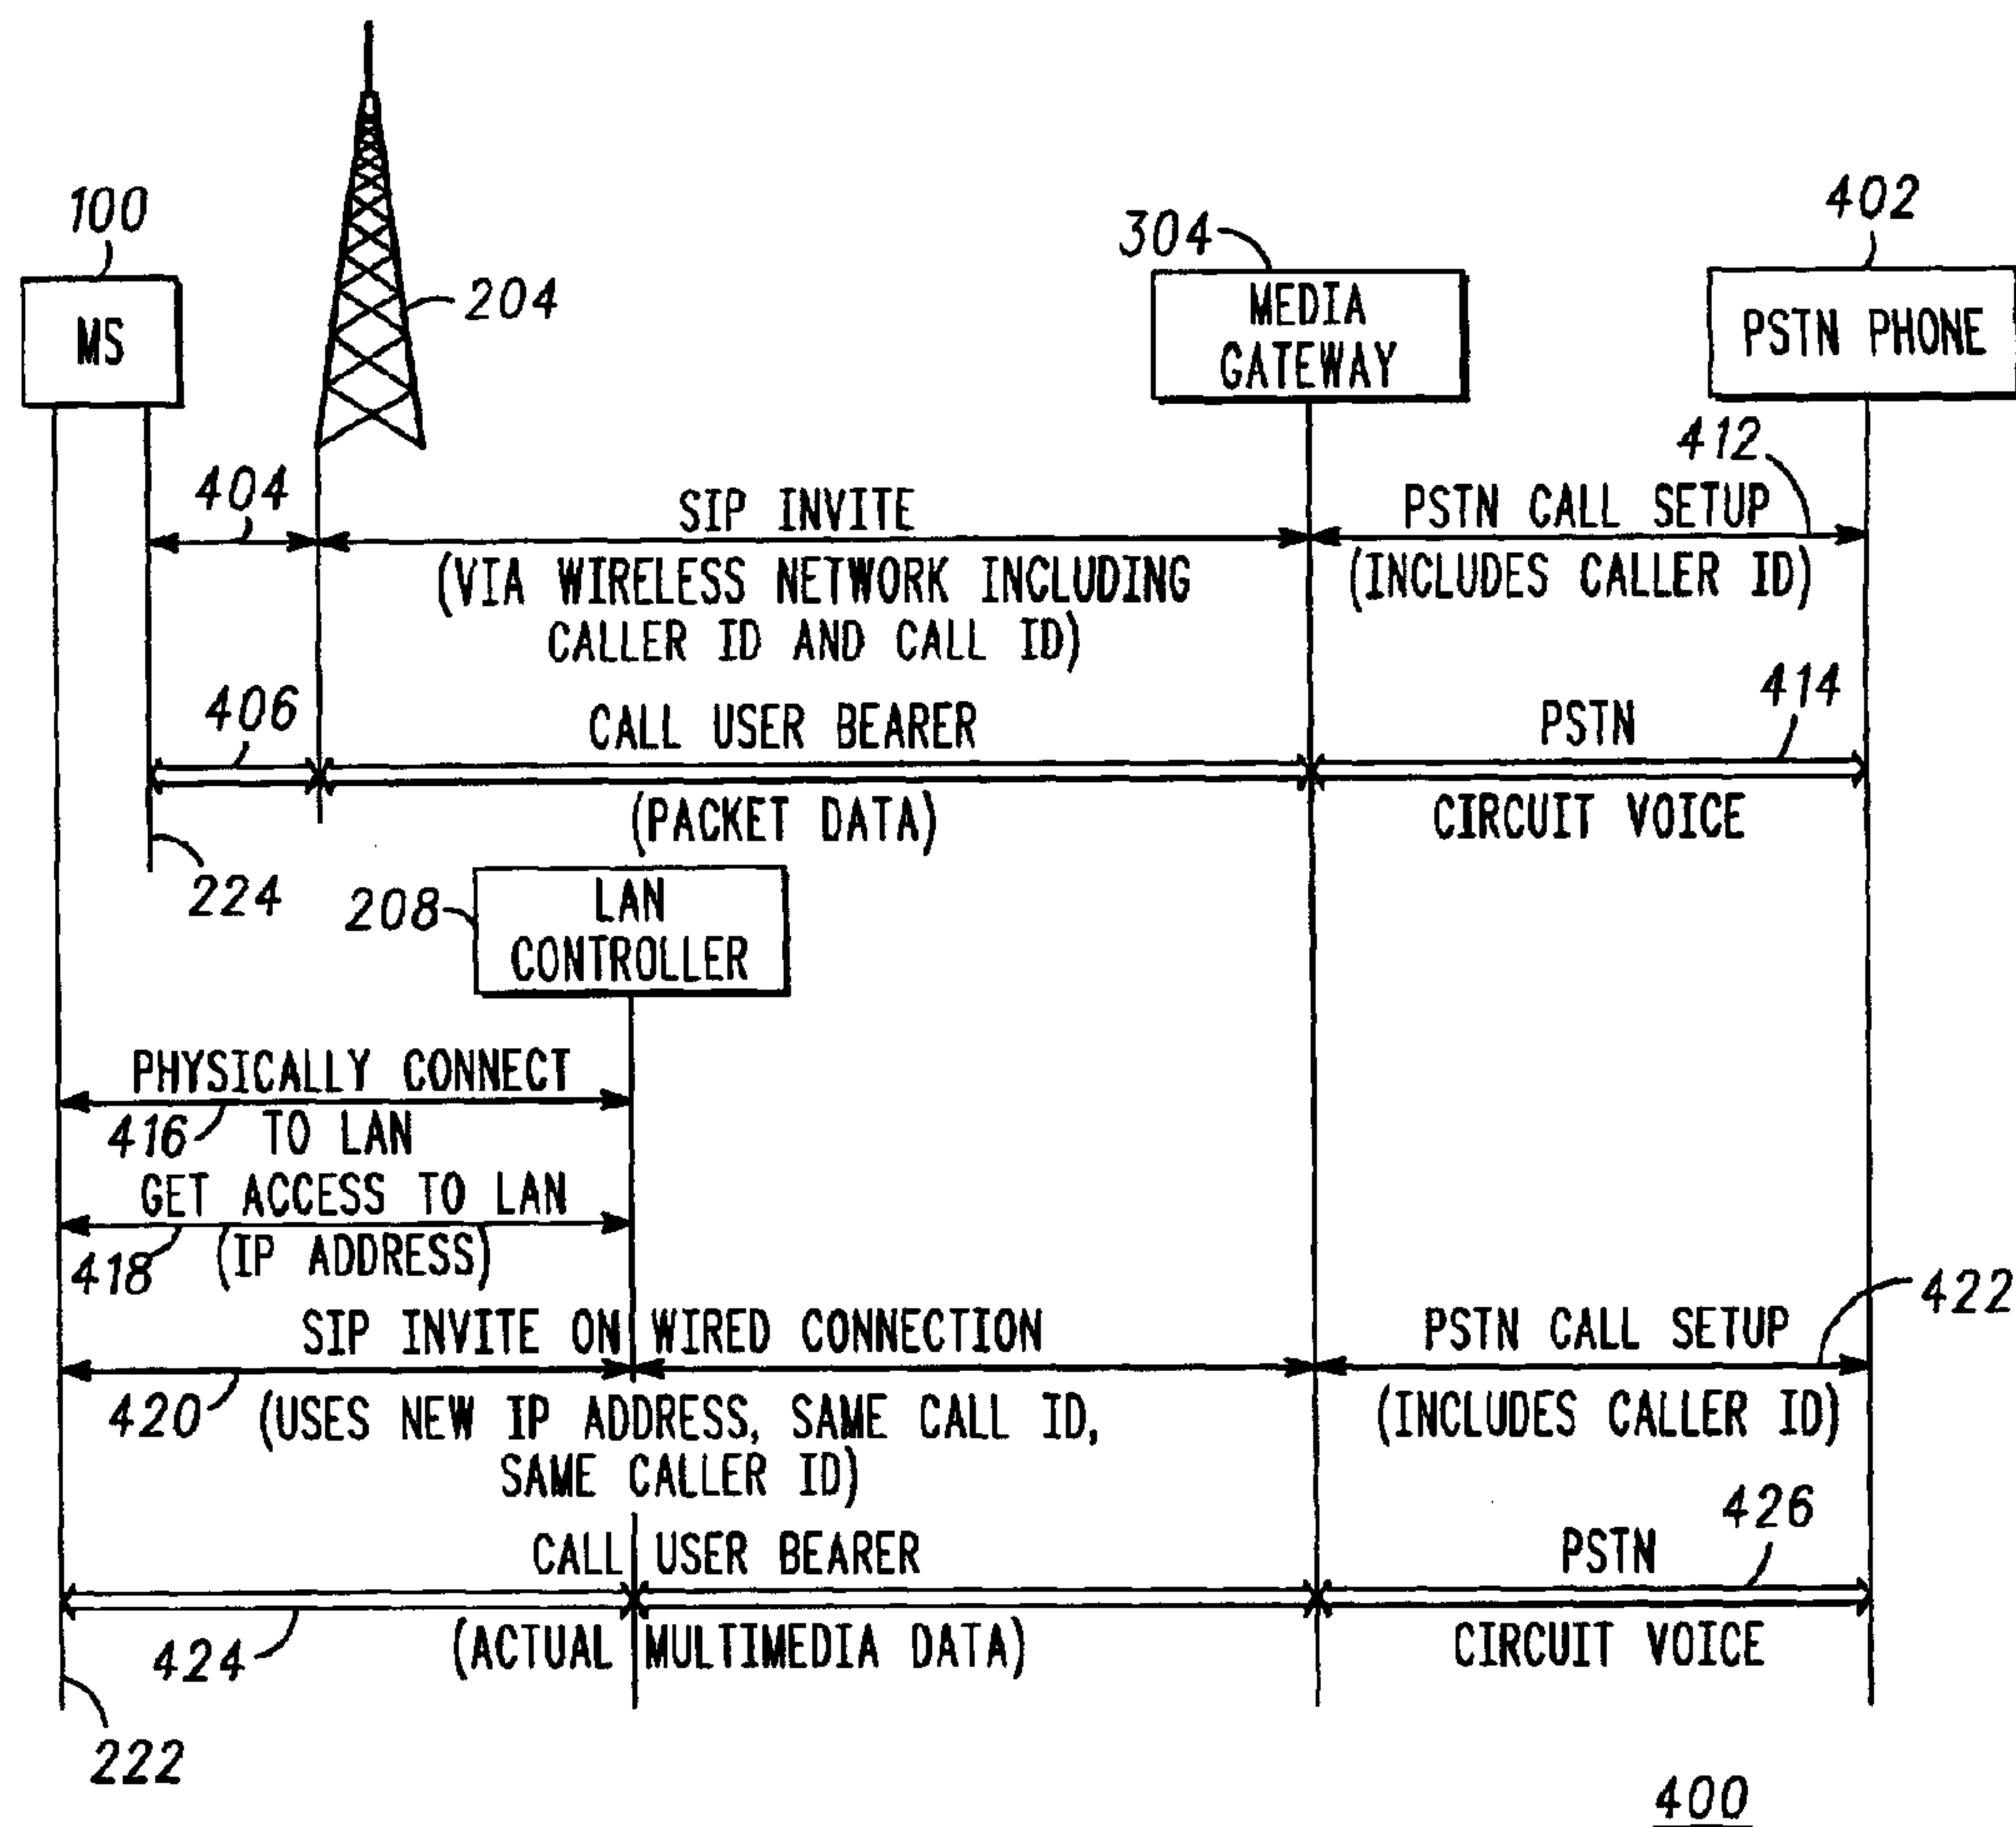 100
204
304
402
MS
MEDIA
GATEWAY
PSTN PHONE
412
404
SIP INVITE
PSTN CALL SETUP
(VIA WIRELESS NETWORK INCLUDING
CALLER ID AND CALL ID)
(INCLUDES CALLER ID)
406
CALL USER BEARER
PSTN
414
(PACKET DATA)
CIRCUIT VOICE
224
208
LAN
CONTROLLER
PHYSICALLY CONNECT
416
TO LAN
GET ACCESS TO LAN
418
(IP ADDRESS)
422
SIP INVITE ON WIRED CONNECTION
PSTN CALL SETUP
420
(USES NEW IP ADDRESS, SAME CALL ID,
SAME CALLER ID)
(INCLUDES CALLER ID)
426
CALL USER BEARER
PSTN
424
(ACTUAL MULTIMEDIA DATA)
CIRCUIT VOICE
222
400